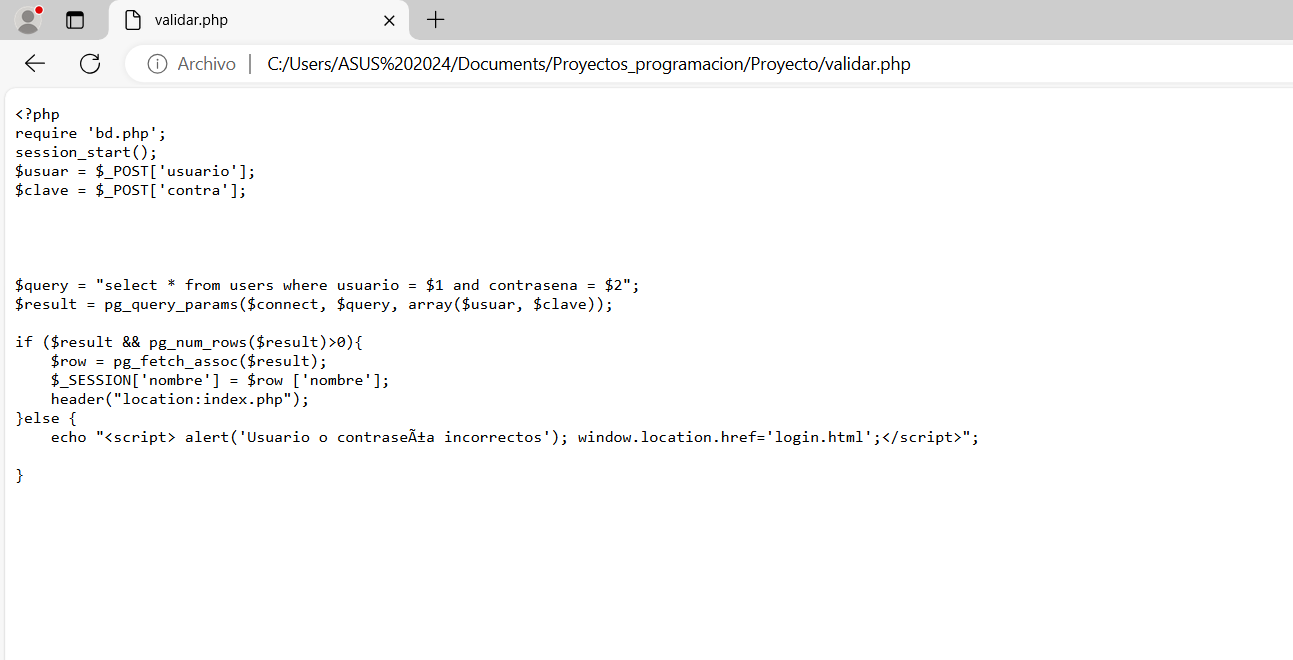 validar.php
Archivo C:/Users/ASUS%202024/Documents/Proyectos_programacion/Proyecto/validar.php
<?php
require 'bd.php';
session_start();
$usuar = $_POST['usuario'];
$clave = $_POST['contra'];
$query = "select * from users where usuario = $1 and contrasena = $2";
$result = pg_query_params($connect, $query, array($usuar, $clave));
if ($result && pg_num_rows($result)>0){
    $row = pg_fetch_assoc($result);
    $_SESSION['nombre'] = $row ['nombre'];
    header("location:index.php");
}else {
    echo "<script> alert('Usuario o contraseÃ±a incorrectos'); window.location.href='login.html';</script>";
}